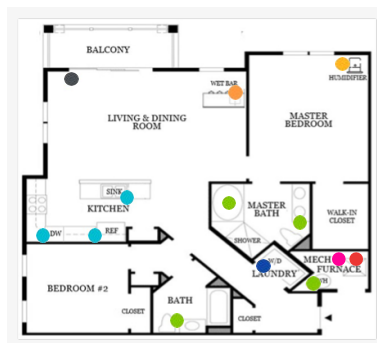 BALCONY
WET BAR
HUMIDIFIER
LIVING & DINING
ROOM
MASTER
BEDROOM
SINK
KITCHEN
MASTER
BATH
WALK-IN
CLOSET
DW
REF
SHOWER
W/D
LAUNDRY
MECH
FURNACE
BEDROOM #2
BATH
CLOSET
CLOSET